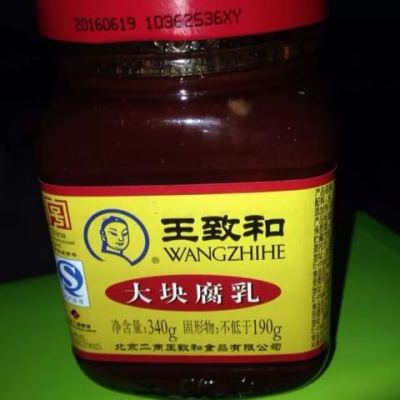 20160619 10362536XY
王致和
®
WANGZHIHE
大块腐乳
净含量:340g 固形物:不低于190g
北京二商王致和食品有限公司